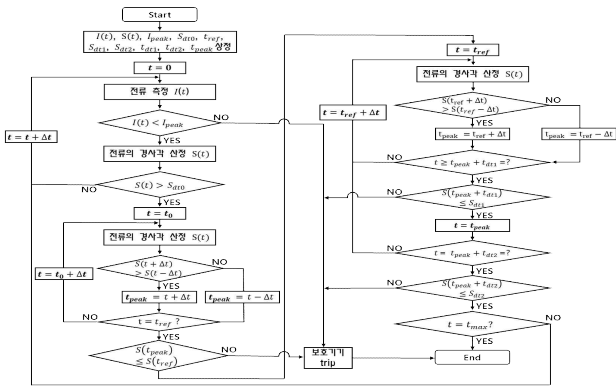 Start
I(t), S(t), I_peak, S_dt0, t_ref,
S_dt1, S_dt2, t_dt1, t_dt2, t_peak 상정
t = 0
전류 측정 I(t)
I(t) < I_peak
NO
YES
t = t + Δt
전류의 경사각 산정 S(t)
S(t) > S_dt0
NO
YES
t = t_0
전류의 경사각 산정 S(t)
t = t_0 + Δt
S(t + Δt)
> S(t − Δt)
NO
YES
t_peak = t + Δt
t_peak = t − Δt
t = t_ref ?
NO
YES
S(t_peak)
≤ S(t_ref)
NO
YES
t = t_ref
전류의 경사각 산정 S(t)
t = t_ref + Δt
S(t_ref + Δt)
> S(t_ref − Δt)
NO
YES
t_peak = t_ref + Δt
t_peak = t_ref − Δt
t ≥ t_peak + t_dt1 =?
NO
YES
S(t_peak + t_dt1)
≤ S_dt1
NO
YES
t = t_peak
t = t_peak + t_dt2 =?
NO
YES
S(t_peak + t_dt2)
≤ S_dt2
NO
YES
t = t_max?
NO
YES
보호기기
trip
End